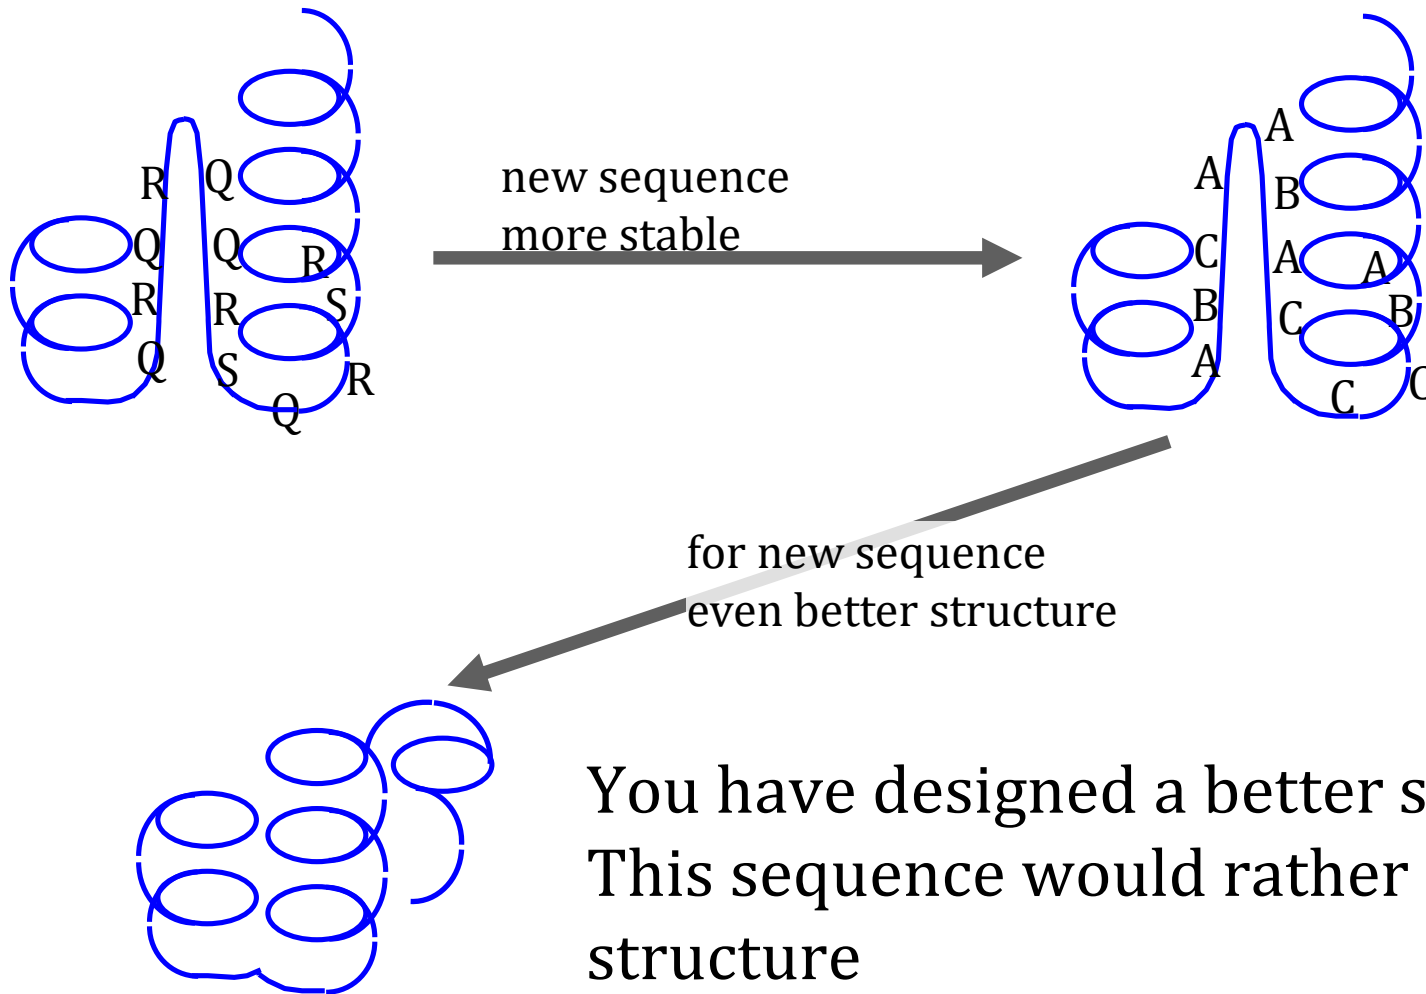 R Q
Q Q R
R R S
Q S R
Q
new sequence
more stable
A
A B
C A A
B C B
A
C
for new sequence
even better structure
You have designed a better
This sequence would rather
structure